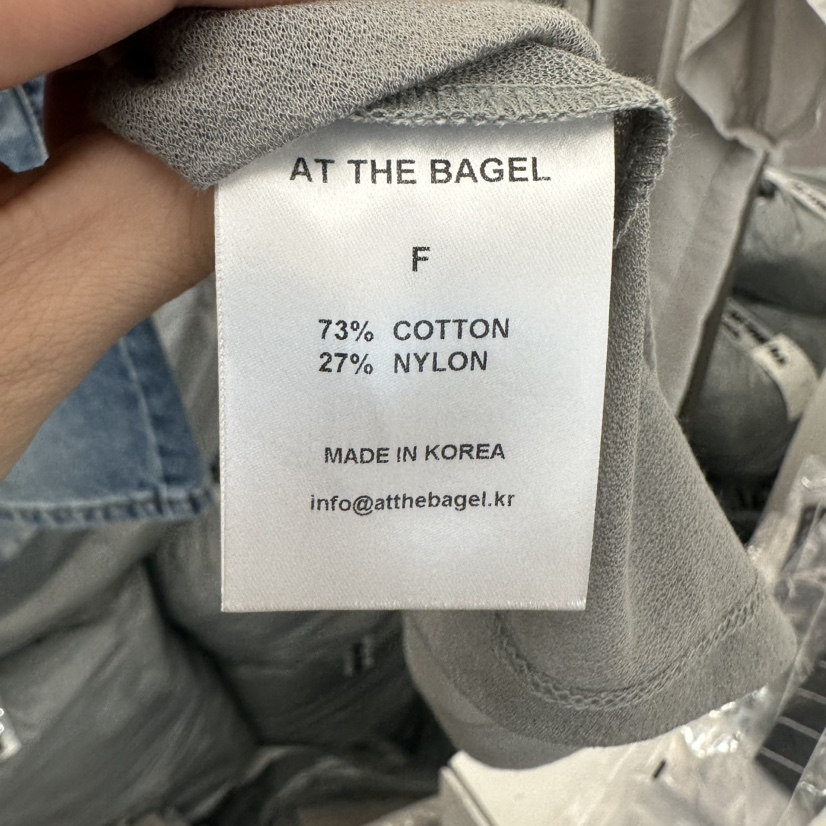 AT THE BAGEL
F
73% COTTON
27% NYLON
MADE IN KOREA
info@atthebagel.kr